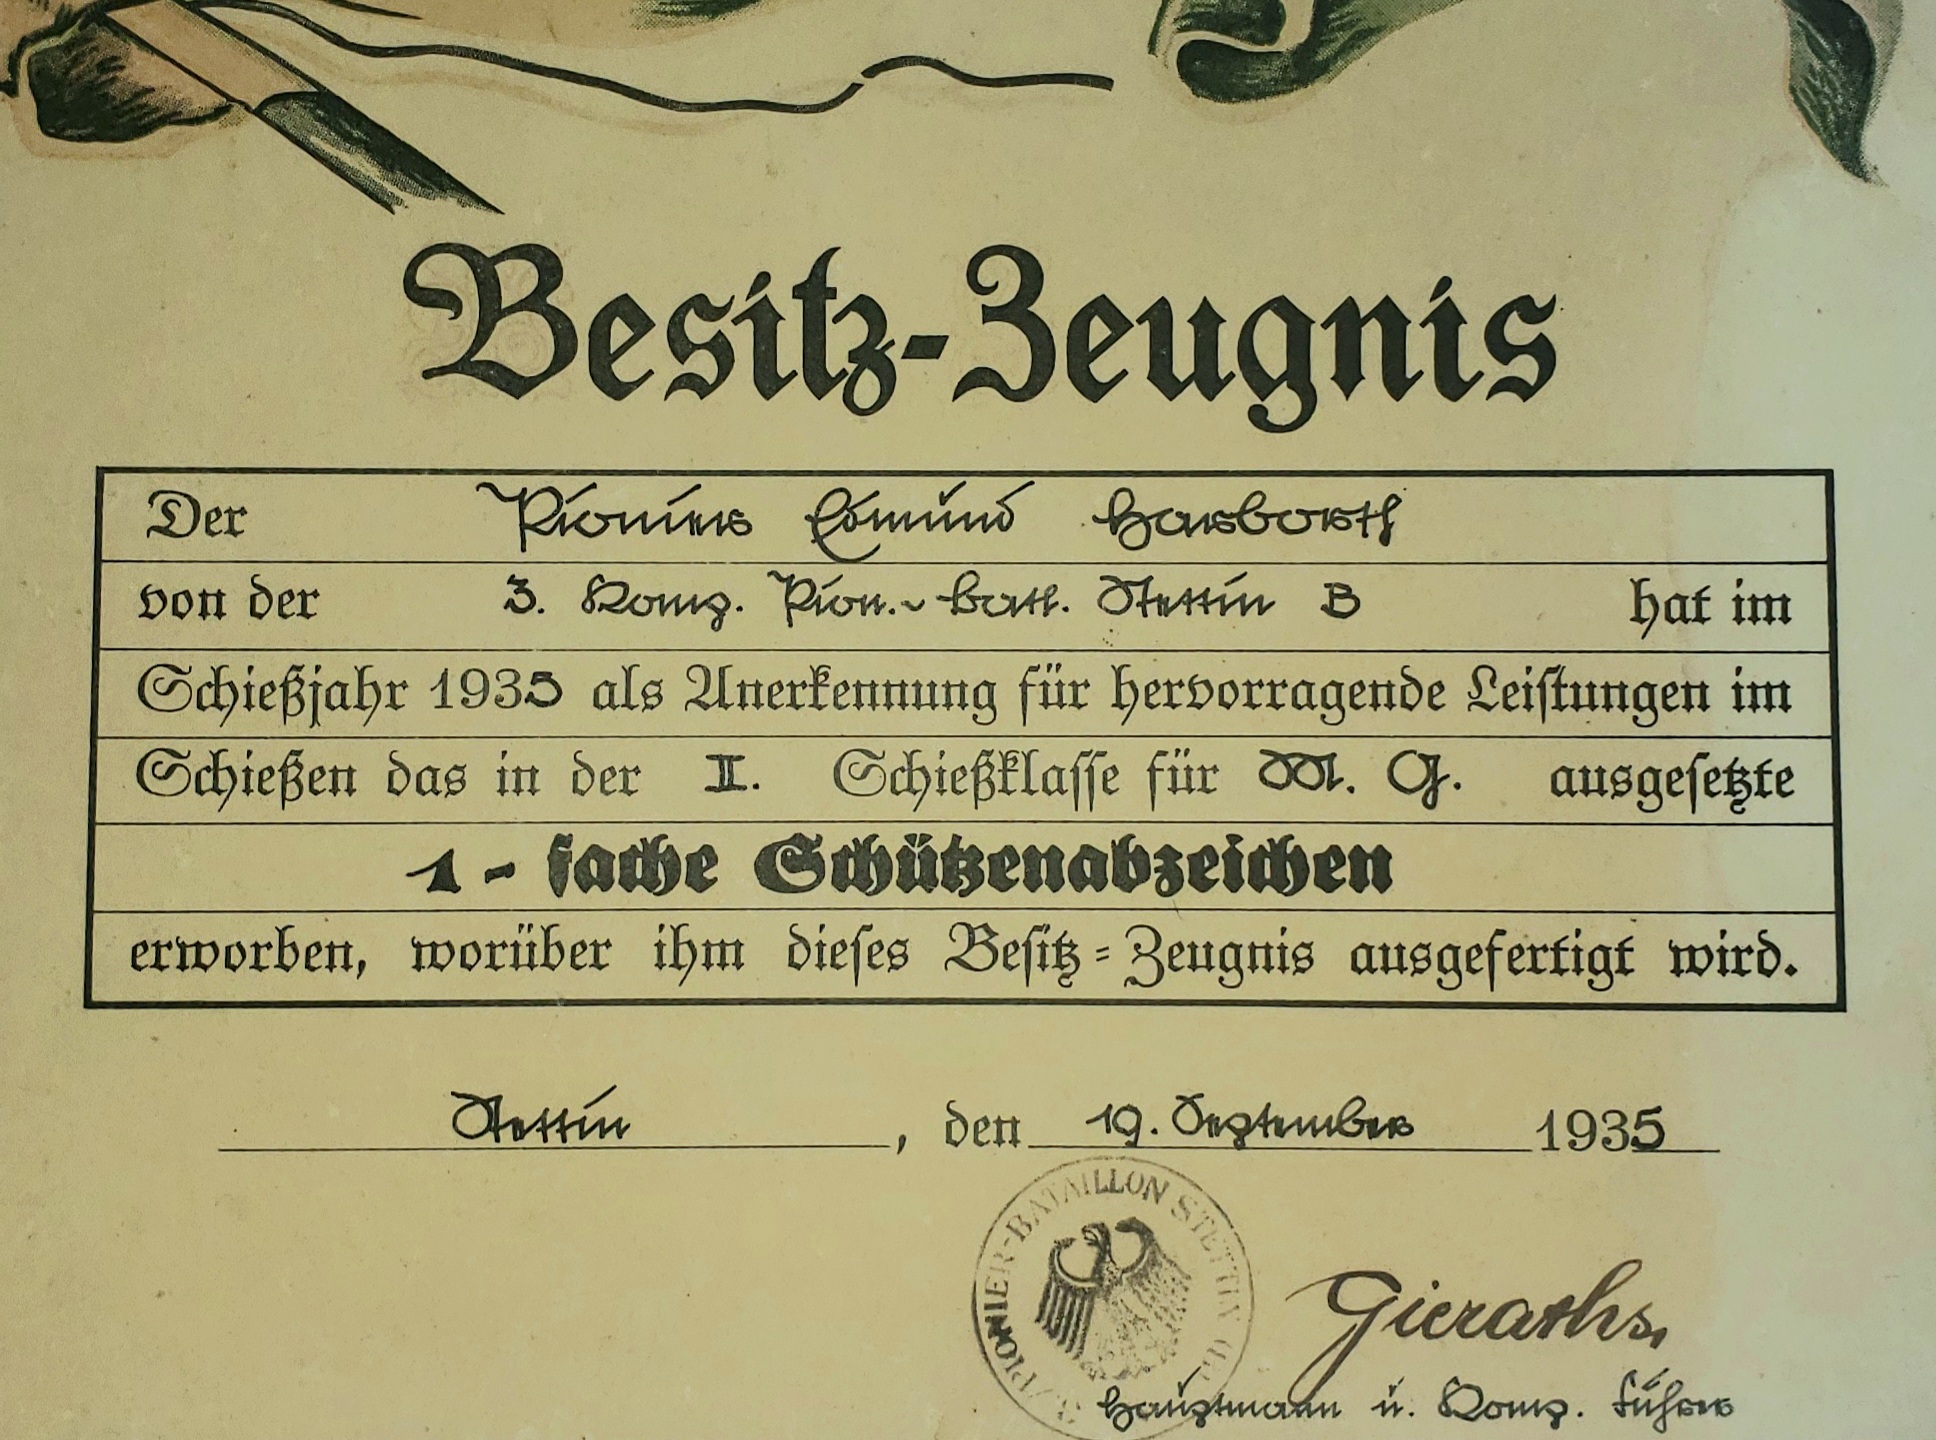 Besitz-Zeugnis
Der Pionier Edmund Harborth
von der 3. Komp. Pion.-Batl. Stettin B hat im
Schießjahr 1935 als Anerkennung für hervorragende Leistungen im
Schießen das in der II. Schießklasse für M. G. ausgesetzte
1-fache Schützenabzeichen
erworben, worüber ihm dieses Besitz-Zeugnis ausgefertigt wird.
Stettin, den 19. September 1935
PIONIER-BATAILLON STETTIN
Gieraths,
Hauptmann u. Komp. Führer